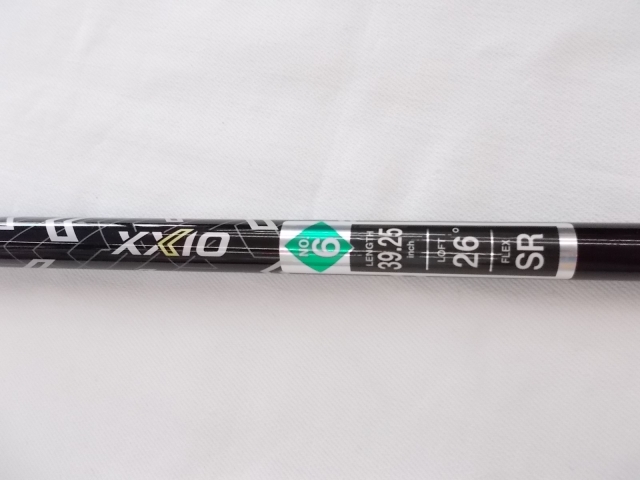 XXIO
NO
6
LENGTH
39.25
inch
LOFT
26°
FLEX
SR